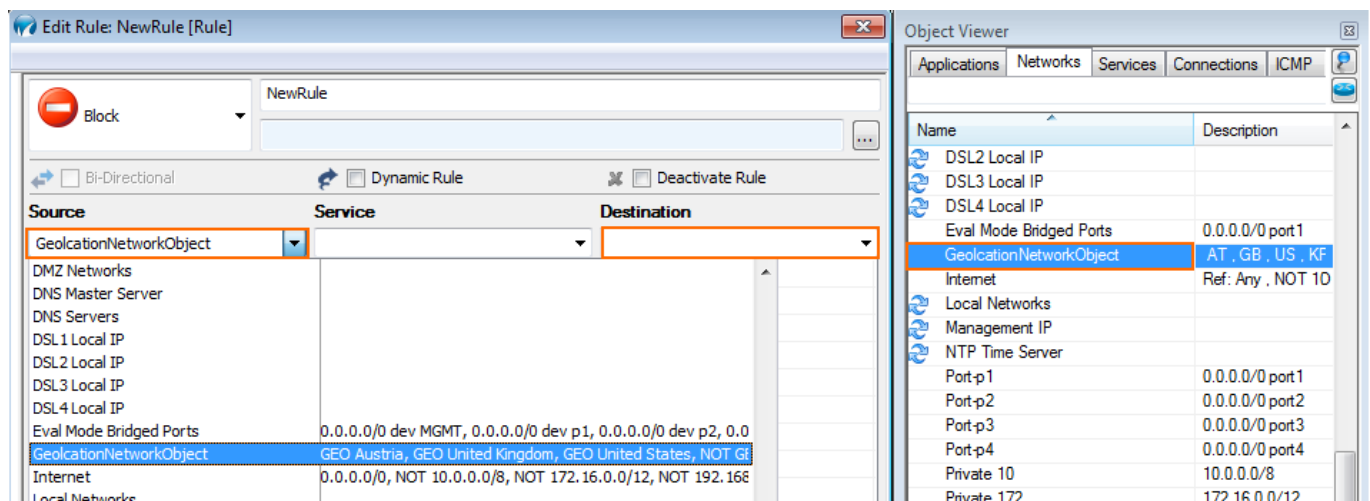 Edit Rule: NewRule [Rule]
Block
NewRule
...
Bi-Directional
Dynamic Rule
Deactivate Rule
Source
Service
Destination
GeolcationNetworkObject
DMZ Networks
DNS Master Server
DNS Servers
DSL1 Local IP
DSL2 Local IP
DSL3 Local IP
DSL4 Local IP
Eval Mode Bridged Ports 0.0.0.0/0 dev MGMT, 0.0.0.0/0 dev p1, 0.0.0.0/0 dev p2, 0.0
GeolcationNetworkObject GEO Austria, GEO United Kingdom, GEO United States, NOT GE
Internet 0.0.0.0/0, NOT 10.0.0.0/8, NOT 172.16.0.0/12, NOT 192.168
Local Networks
Object Viewer
Applications Networks Services Connections ICMP
Name Description
DSL2 Local IP
DSL3 Local IP
DSL4 Local IP
Eval Mode Bridged Ports 0.0.0.0/0 port1
GeolcationNetworkObject AT , GB , US , KF
Internet Ref: Any , NOT 1D
Local Networks
Management IP
NTP Time Server
Port-p1 0.0.0.0/0 port1
Port-p2 0.0.0.0/0 port2
Port-p3 0.0.0.0/0 port3
Port-p4 0.0.0.0/0 port4
Private 10 10.0.0.0/8
Private 172 172.16.0.0/12